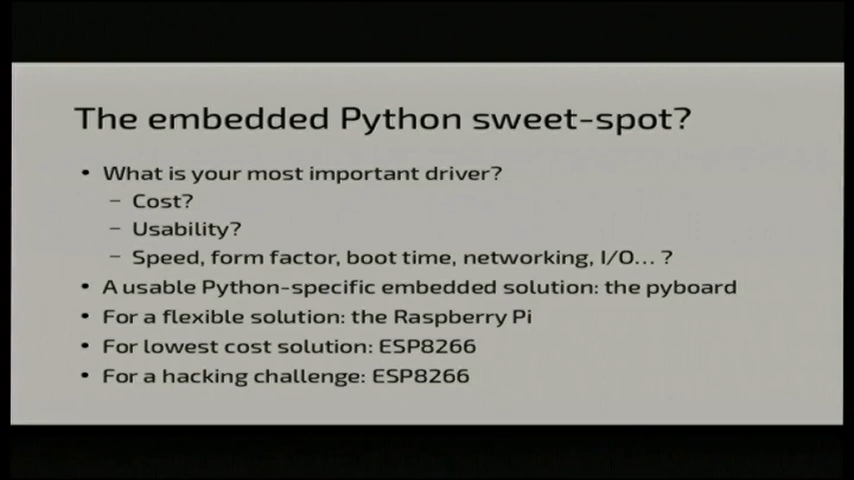 The embedded Python sweet-spot?
• What is your most important driver?
– Cost?
– Usability?
– Speed, form factor, boot time, networking, I/O... ?
• A usable Python-specific embedded solution: the pyboard
• For a flexible solution: the Raspberry Pi
• For lowest cost solution: ESP8266
• For a hacking challenge: ESP8266